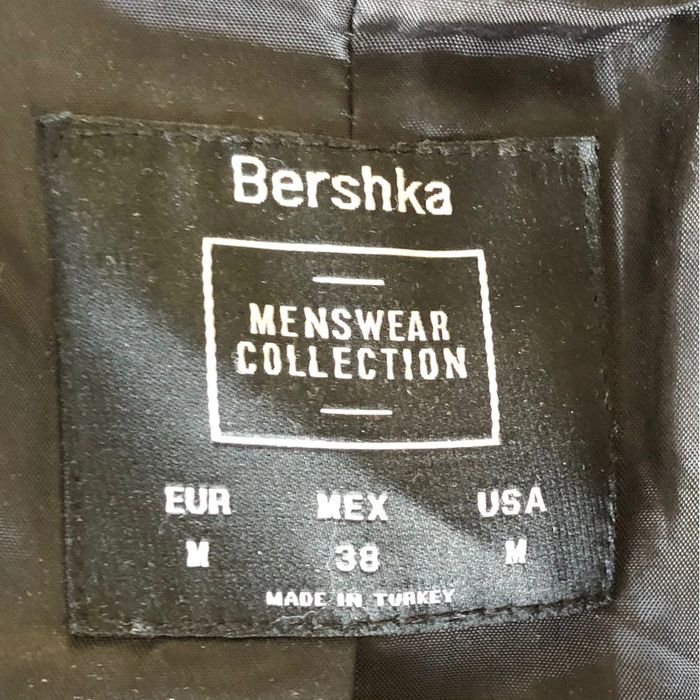 Bershka
MENSWEAR
COLLECTION
EUR MEX USA
M 38 M
MADE IN TURKEY